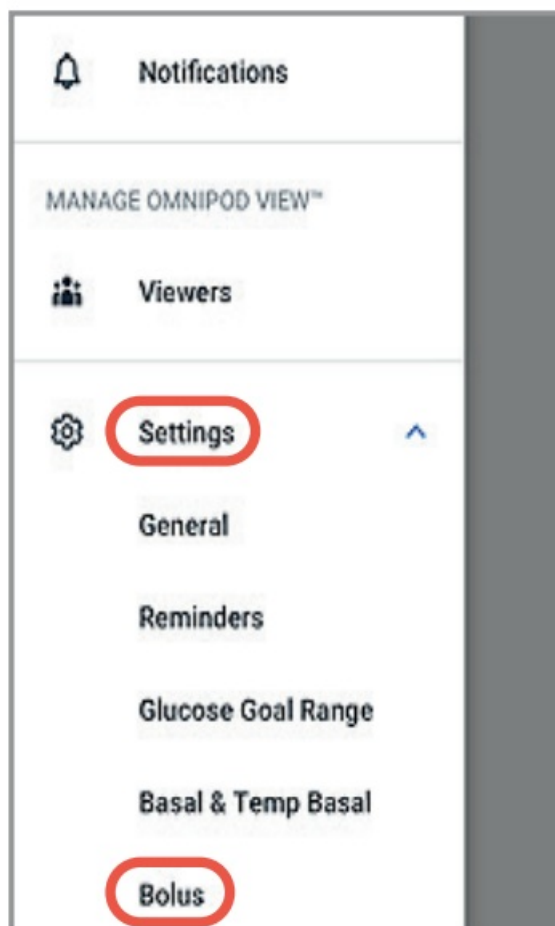 Notifications
MANAGE OMNIPOD VIEW™
Viewers
Settings
General
Reminders
Glucose Goal Range
Basal & Temp Basal
Bolus